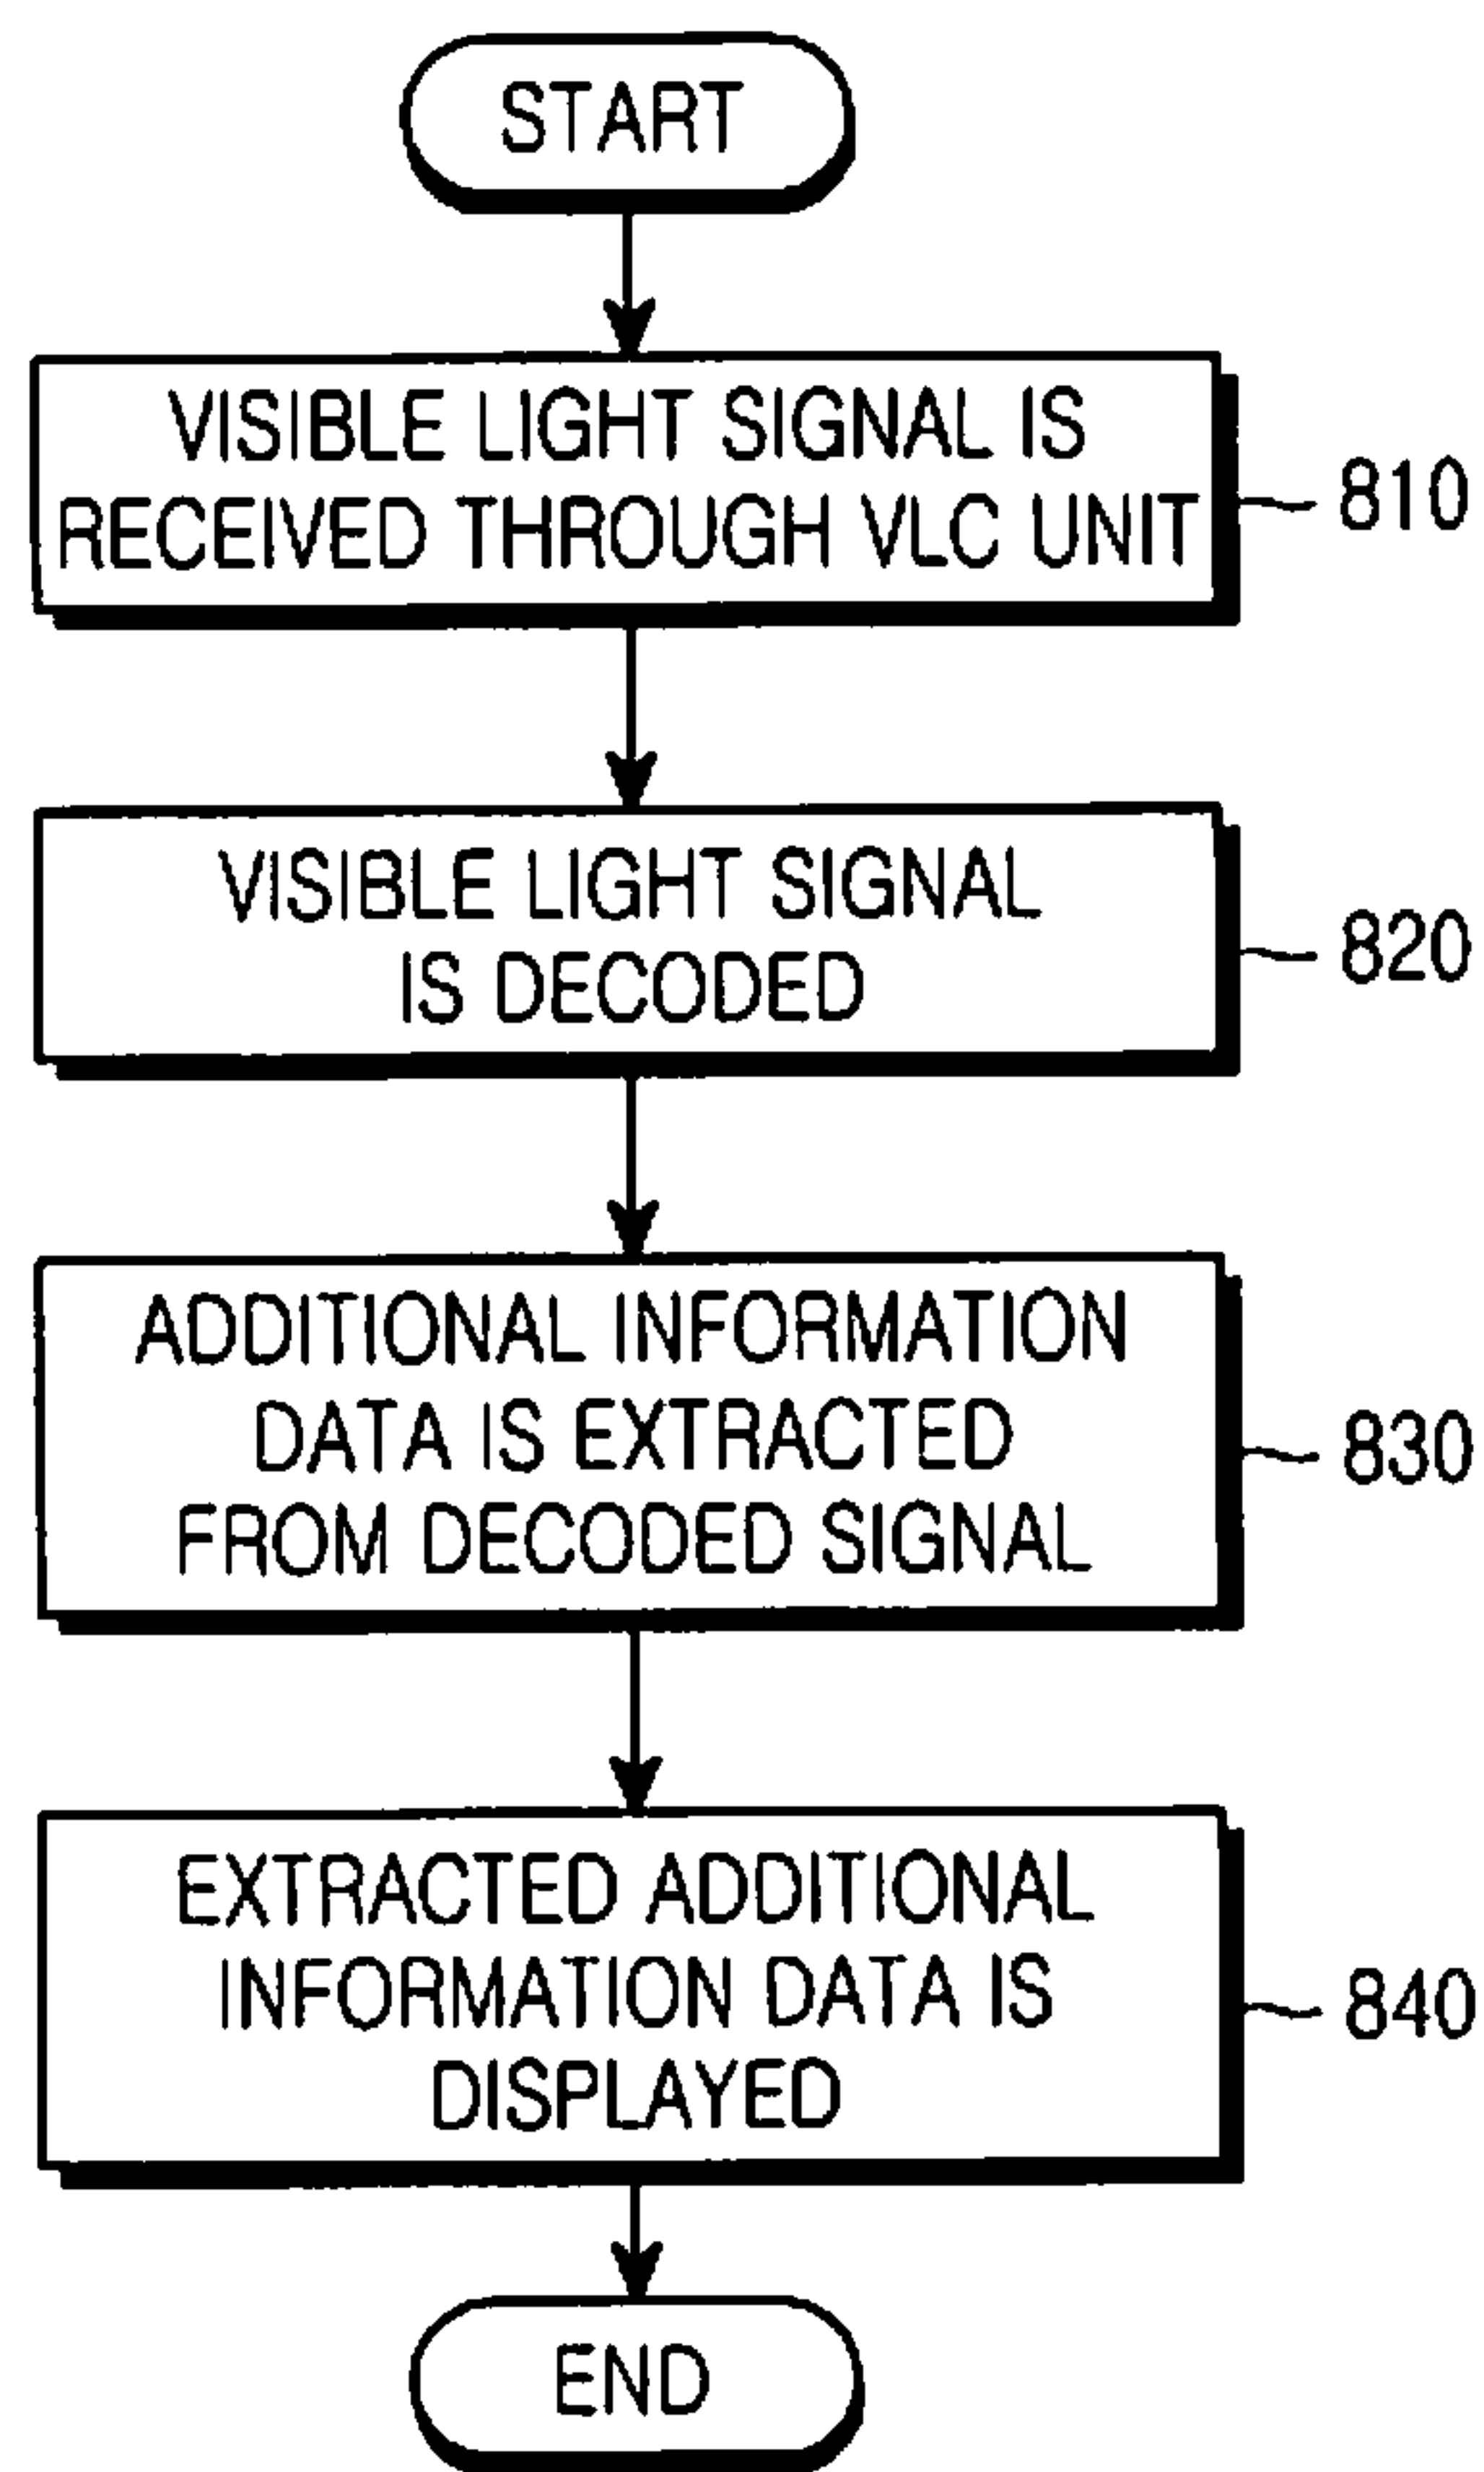 START
VISIBLE LIGHT SIGNAL IS
RECEIVED THROUGH VLC UNIT
810
VISIBLE LIGHT SIGNAL
IS DECODED
820
ADDITIONAL INFORMATION
DATA IS EXTRACTED
FROM DECODED SIGNAL
830
EXTRACTED ADDITIONAL
INFORMATION DATA IS
DISPLAYED
840
END